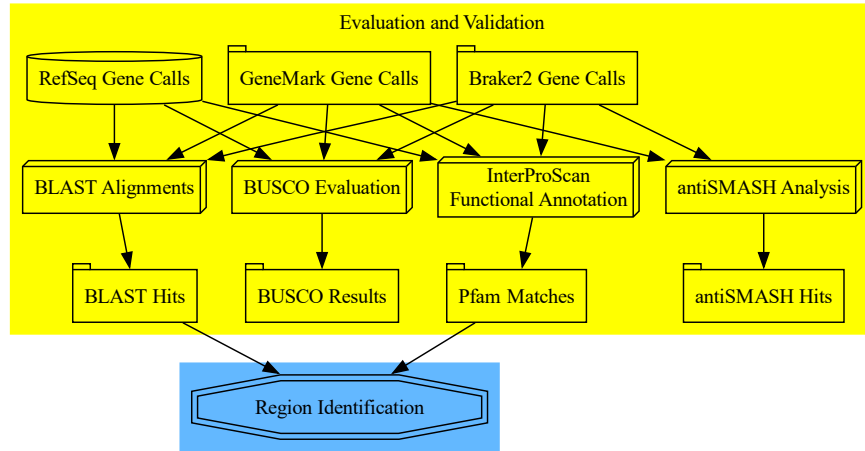 Evaluation and Validation
RefSeq Gene Calls
GeneMark Gene Calls
Braker2 Gene Calls
BLAST Alignments
BUSCO Evaluation
InterProScan
Functional Annotation
antiSMASH Analysis
BLAST Hits
BUSCO Results
Pfam Matches
antiSMASH Hits
Region Identification